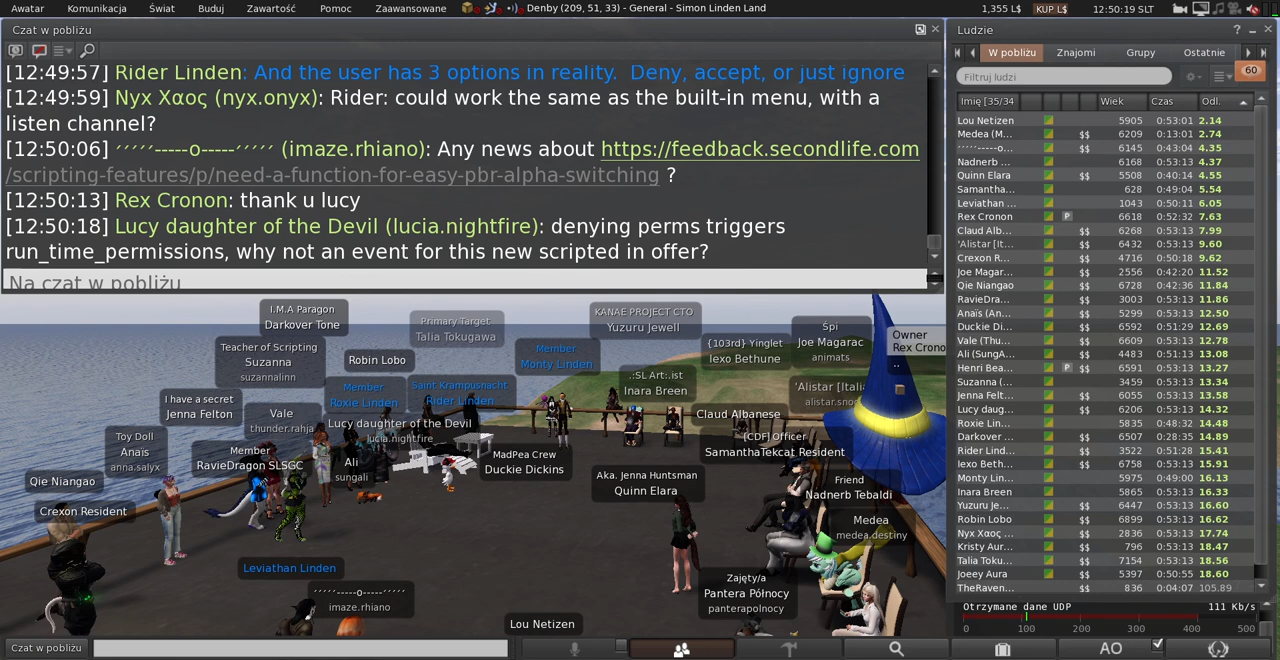 Awatar Komunikacja Świat Buduj Zawartość Pomoc Zaawansowane Denby (209, 51, 33) - General - Simon Linden Land 1,355 L$ KUP L$ 12:50:19 SLT
Czat w pobliżu
[12:49:57] Rider Linden: And the user has 3 options in reality.  Deny, accept, or just ignore
[12:49:59] Nyx Χαος (nyx.onyx): Rider: could work the same as the built-in menu, with a
listen channel?
[12:50:06] ˊˊˊˊˊ-----o-----ˊˊˊˊˊ (imaze.rhiano): Any news about https://feedback.secondlife.com
/scripting-features/p/need-a-function-for-easy-pbr-alpha-switching ?
[12:50:13] Rex Cronon: thank u lucy
[12:50:18] Lucy daughter of the Devil (lucia.nightfire): denying perms triggers
run_time_permissions, why not an event for this new scripted in offer?
Na czat w pobliżu
I.M.A Paragon
Darkover Tone
Primary Target
Talia Tokugawa
KANAE PROJECT CTO
Yuzuru Jewell
Śpi
Joe Magarac
animats
Owner
Rex Crono
..
Teacher of Scripting
Suzanna
suzannalinn
Robin Lobo
Member
Monty Linden
{103rd} Yinglet
Iexo Bethune
.:SL Art:.ist
Inara Breen
Member
Roxie Linden
Saint Krampusnacht
Rider Linden
'Alistar [Itali
alistar.sno
I have a secret
Jenna Felton
Vale
thunder.rahja
Lucy daughter of the Devil
lucia.nightfire
Claud Albanese
Toy Doll
Anaïs
anna.salyx
Member
RavieDragon SLSGC
Ali
sungali
MadPea Crew
Duckie Dickins
[CDF] Officer
SamanthaTekcat Resident
Qie Niangao
Aka. Jenna Huntsman
Quinn Elara
Friend
Nadnerb Tebaldi
Crexon Resident
Medea
medea.destiny
Leviathan Linden
ˊˊˊˊˊ-----o-----ˊˊˊˊˊ
imaze.rhiano
Zajęty/a
Pantera Północy
panterapolnocy
Lou Netizen
Czat w pobliżu
Ludzie
W pobliżu Znajomi Grupy Ostatnie
Filtruj ludzi 60
Imię [35/34 Wiek Czas Odl.
Lou Netizen 5905 0:53:01 2.14
Medea (M... $$ 6209 0:13:01 2.74
ˊˊˊˊˊ-----o... $$ 6145 0:43:04 4.35
Nadnerb ... 6168 0:53:13 4.37
Quinn Elara $$ 5508 0:40:14 4.55
Samantha... 628 0:49:04 5.54
Leviathan ... 1043 0:50:11 6.05
Rex Cronon P 6618 0:52:32 7.63
Claud Alb... $$ 6268 0:53:13 7.99
'Alistar [It... $$ 6432 0:53:13 9.60
Crexon R... $$ 4716 0:50:18 9.62
Joe Magar... $$ 2556 0:42:20 11.52
Qie Niangao $$ 6728 0:42:36 11.84
RavieDra... $$ 3003 0:53:13 11.86
Anaïs (An... $$ 5299 0:53:13 12.50
Duckie Di... $$ 6592 0:51:29 12.69
Vale (Thu... $$ 6609 0:53:13 12.78
Ali (SungA... $$ 4483 0:51:13 13.08
Henri Bea... P $$ 6591 0:53:13 13.27
Suzanna (... 3459 0:53:13 13.34
Jenna Felt... $$ 6055 0:53:13 13.58
Lucy daug... $$ 6206 0:53:13 14.32
Roxie Lin... 5835 0:48:32 14.48
Darkover ... $$ 6507 0:28:35 14.89
Rider Lind... $$ 3522 0:51:28 15.41
Iexo Beth... $$ 6758 0:53:13 15.91
Monty Lin... 5975 0:49:00 16.13
Inara Breen 5865 0:53:13 16.33
Yuzuru Je... $$ 6447 0:53:13 16.60
Robin Lobo $$ 6899 0:53:13 16.62
Nyx Χαος ... $$ 2836 0:53:13 17.74
Kristy Aur... $$ 796 0:53:13 18.47
Talia Toku... $$ 7154 0:53:13 18.56
Joeey Aura $$ 5397 0:50:55 18.60
TheRaven... $$ 836 0:04:07 105.89
Otrzymane dane UDP 111 Kb/s
0 100 200 300 400 500
AO